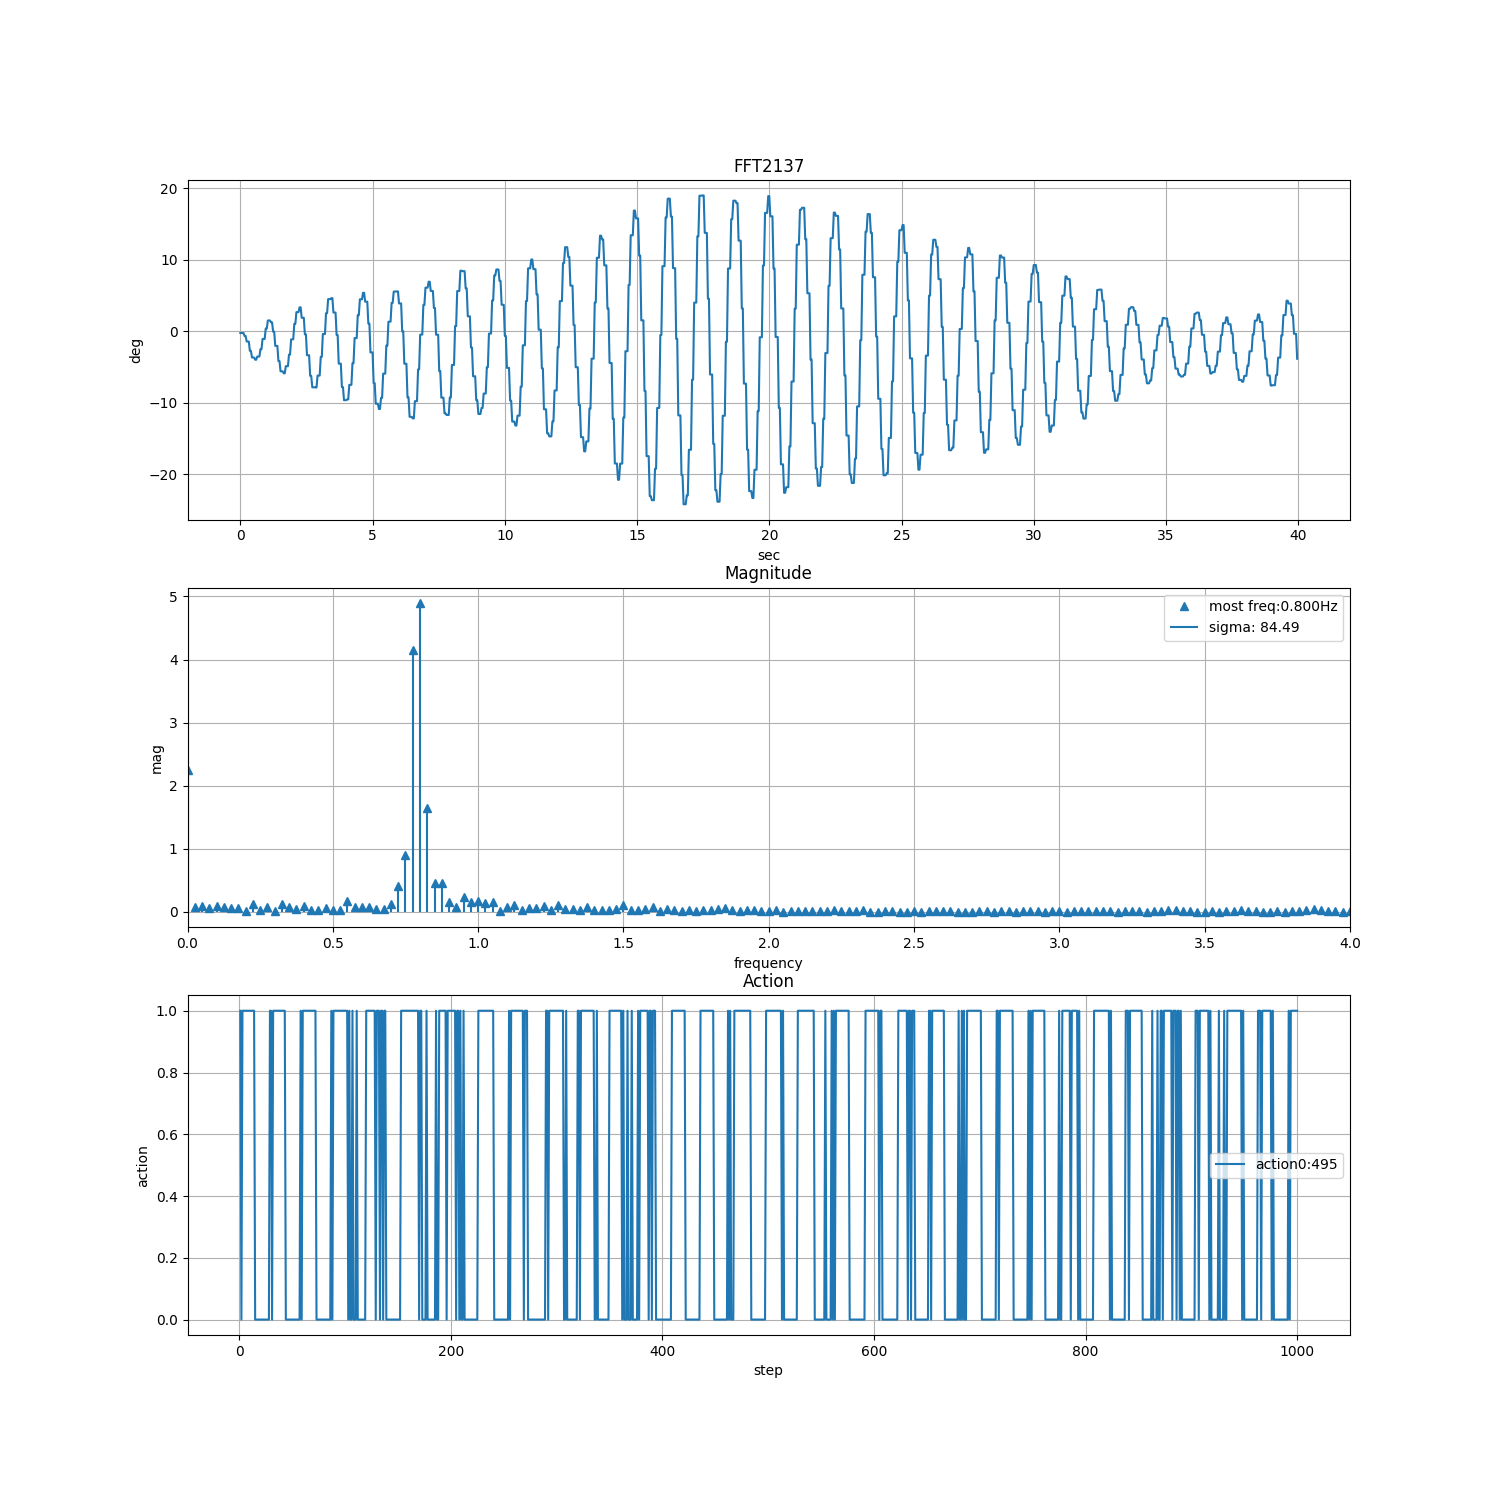 FFT2137
20
10
0
−10
−20
deg
0 5 10 15 20 25 30 35 40
sec
Magnitude
5
4
3
2
1
0
mag
most freq:0.800Hz
sigma: 84.49
0.0 0.5 1.0 1.5 2.0 2.5 3.0 3.5 4.0
frequency
Action
1.0
0.8
0.6
0.4
0.2
0.0
action
action0:495
0 200 400 600 800 1000
step